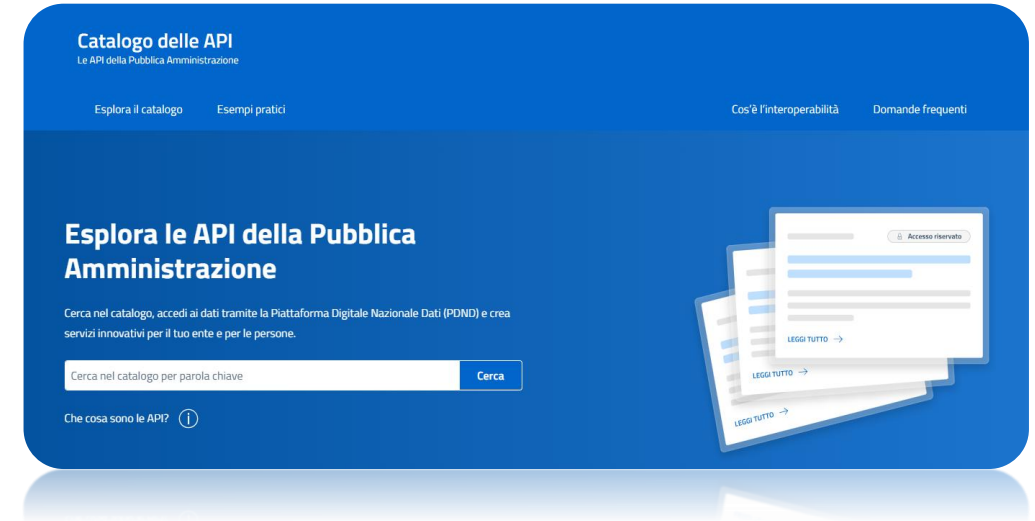 Catalogo delle API
Le API della Pubblica Amministrazione
Esplora il catalogo
Esempi pratici
Cos'è l'interoperabilità
Domande frequenti
Esplora le API della Pubblica
Amministrazione
Cerca nel catalogo, accedi ai dati tramite la Piattaforma Digitale Nazionale Dati (PDND) e crea
servizi innovativi per il tuo ente e per le persone.
Cerca nel catalogo per parola chiave
Cerca
Che cosa sono le API?
Accesso riservato
LEGGI TUTTO
LEGGI TUTTO
LEGGI TUTTO